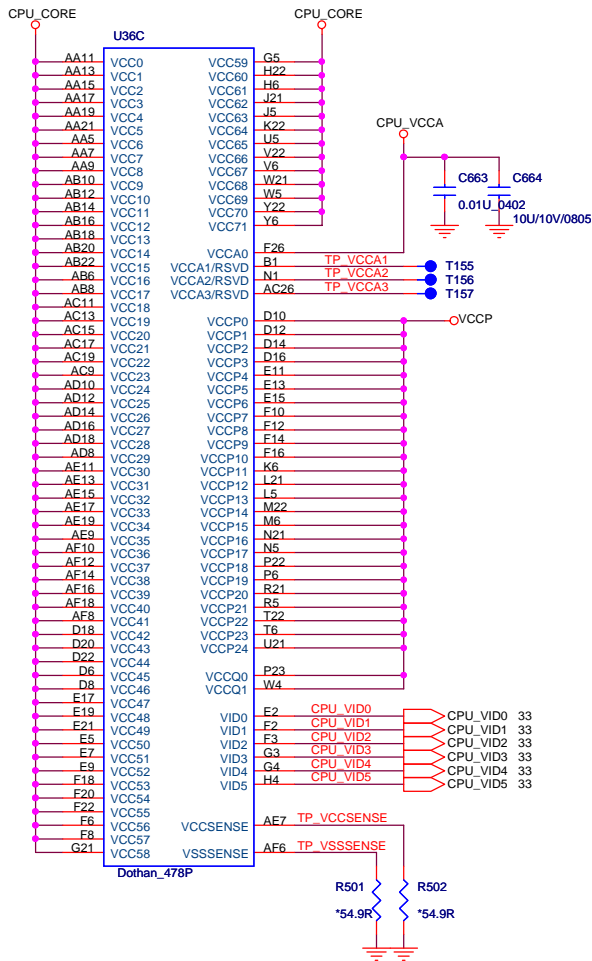 CPU_CORE CPU_CORE
U36C
AA11 VCC0 VCC59 G5
AA13 VCC1 VCC60 H22
AA15 VCC2 VCC61 H6
AA17 VCC3 VCC62 J21
AA19 VCC4 VCC63 J5
AA21 VCC5 VCC64 K22
CPU_VCCA
AA5 VCC6 VCC65 U5
AA7 VCC7 VCC66 V22
AA9 VCC8 VCC67 V6
C663 C664
AB10 VCC9 VCC68 W21
AB12 VCC10 VCC69 W5
0.01U_0402
AB14 VCC11 VCC70 Y22
10U/10V/0805
AB16 VCC12 VCC71 Y6
AB18 VCC13
AB20 VCC14 VCCA0 F26
AB22 VCC15 VCCA1/RSVD B1 TP_VCCA1 T155
AB6 VCC16 VCCA2/RSVD N1 TP_VCCA2 T156
AB8 VCC17 VCCA3/RSVD AC26 TP_VCCA3 T157
AC11 VCC18
AC13 VCC19 VCCP0 D10 VCCP
AC15 VCC20 VCCP1 D12
AC17 VCC21 VCCP2 D14
AC19 VCC22 VCCP3 D16
AC9 VCC23 VCCP4 E11
AD10 VCC24 VCCP5 E13
AD12 VCC25 VCCP6 E15
AD14 VCC26 VCCP7 F10
AD16 VCC27 VCCP8 F12
AD18 VCC28 VCCP9 F14
AD8 VCC29 VCCP10 F16
AE11 VCC30 VCCP11 K6
AE13 VCC31 VCCP12 L21
AE15 VCC32 VCCP13 L5
AE17 VCC33 VCCP14 M22
AE19 VCC34 VCCP15 M6
AE9 VCC35 VCCP16 N21
AF10 VCC36 VCCP17 N5
AF12 VCC37 VCCP18 P22
AF14 VCC38 VCCP19 P6
AF16 VCC39 VCCP20 R21
AF18 VCC40 VCCP21 R5
AF8 VCC41 VCCP22 T22
D18 VCC42 VCCP23 T6
D20 VCC43 VCCP24 U21
D22 VCC44
D6 VCC45 VCCQ0 P23
D8 VCC46 VCCQ1 W4
E17 VCC47
E19 VCC48 VID0 E2 CPU_VID0 CPU_VID0 33
E21 VCC49 VID1 F2 CPU_VID1 CPU_VID1 33
E5 VCC50 VID2 F3 CPU_VID2 CPU_VID2 33
E7 VCC51 VID3 G3 CPU_VID3 CPU_VID3 33
E9 VCC52 VID4 G4 CPU_VID4 CPU_VID4 33
F18 VCC53 VID5 H4 CPU_VID5 CPU_VID5 33
F20 VCC54
F22 VCC55
F6 VCC56 VCCSENSE AE7 TP_VCCSENSE
F8 VCC57
G21 VCC58 VSSSENSE AF6 TP_VSSSENSE
Dothan_478P
R501 R502
*54.9R *54.9R